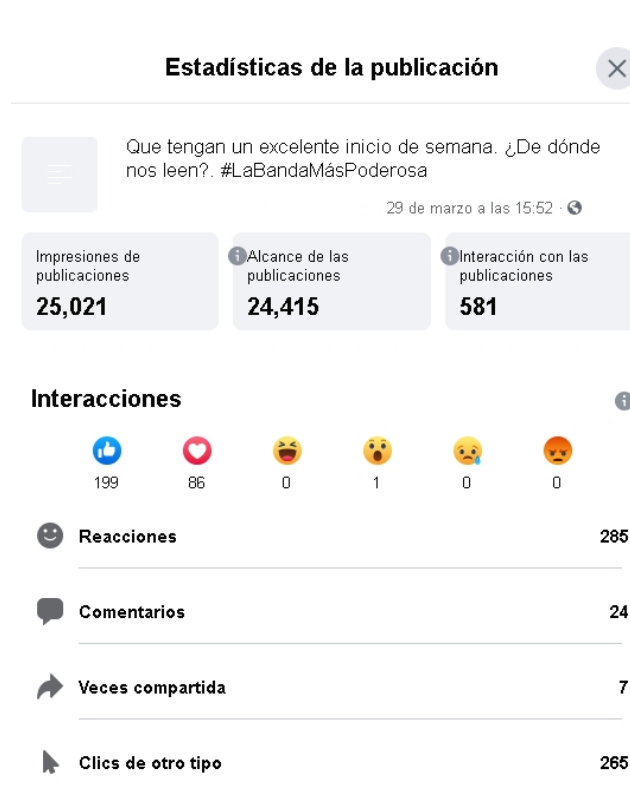 Estadísticas de la publicación
Que tengan un excelente inicio de semana. ¿De dónde
nos leen?. #LaBandaMásPoderosa
29 de marzo a las 15:52 ·
Impresiones de
publicaciones
25,021
Alcance de las
publicaciones
24,415
Interacción con las
publicaciones
581
Interacciones
199 86 0 1 0 0
Reacciones 285
Comentarios 24
Veces compartida 7
Clics de otro tipo 265